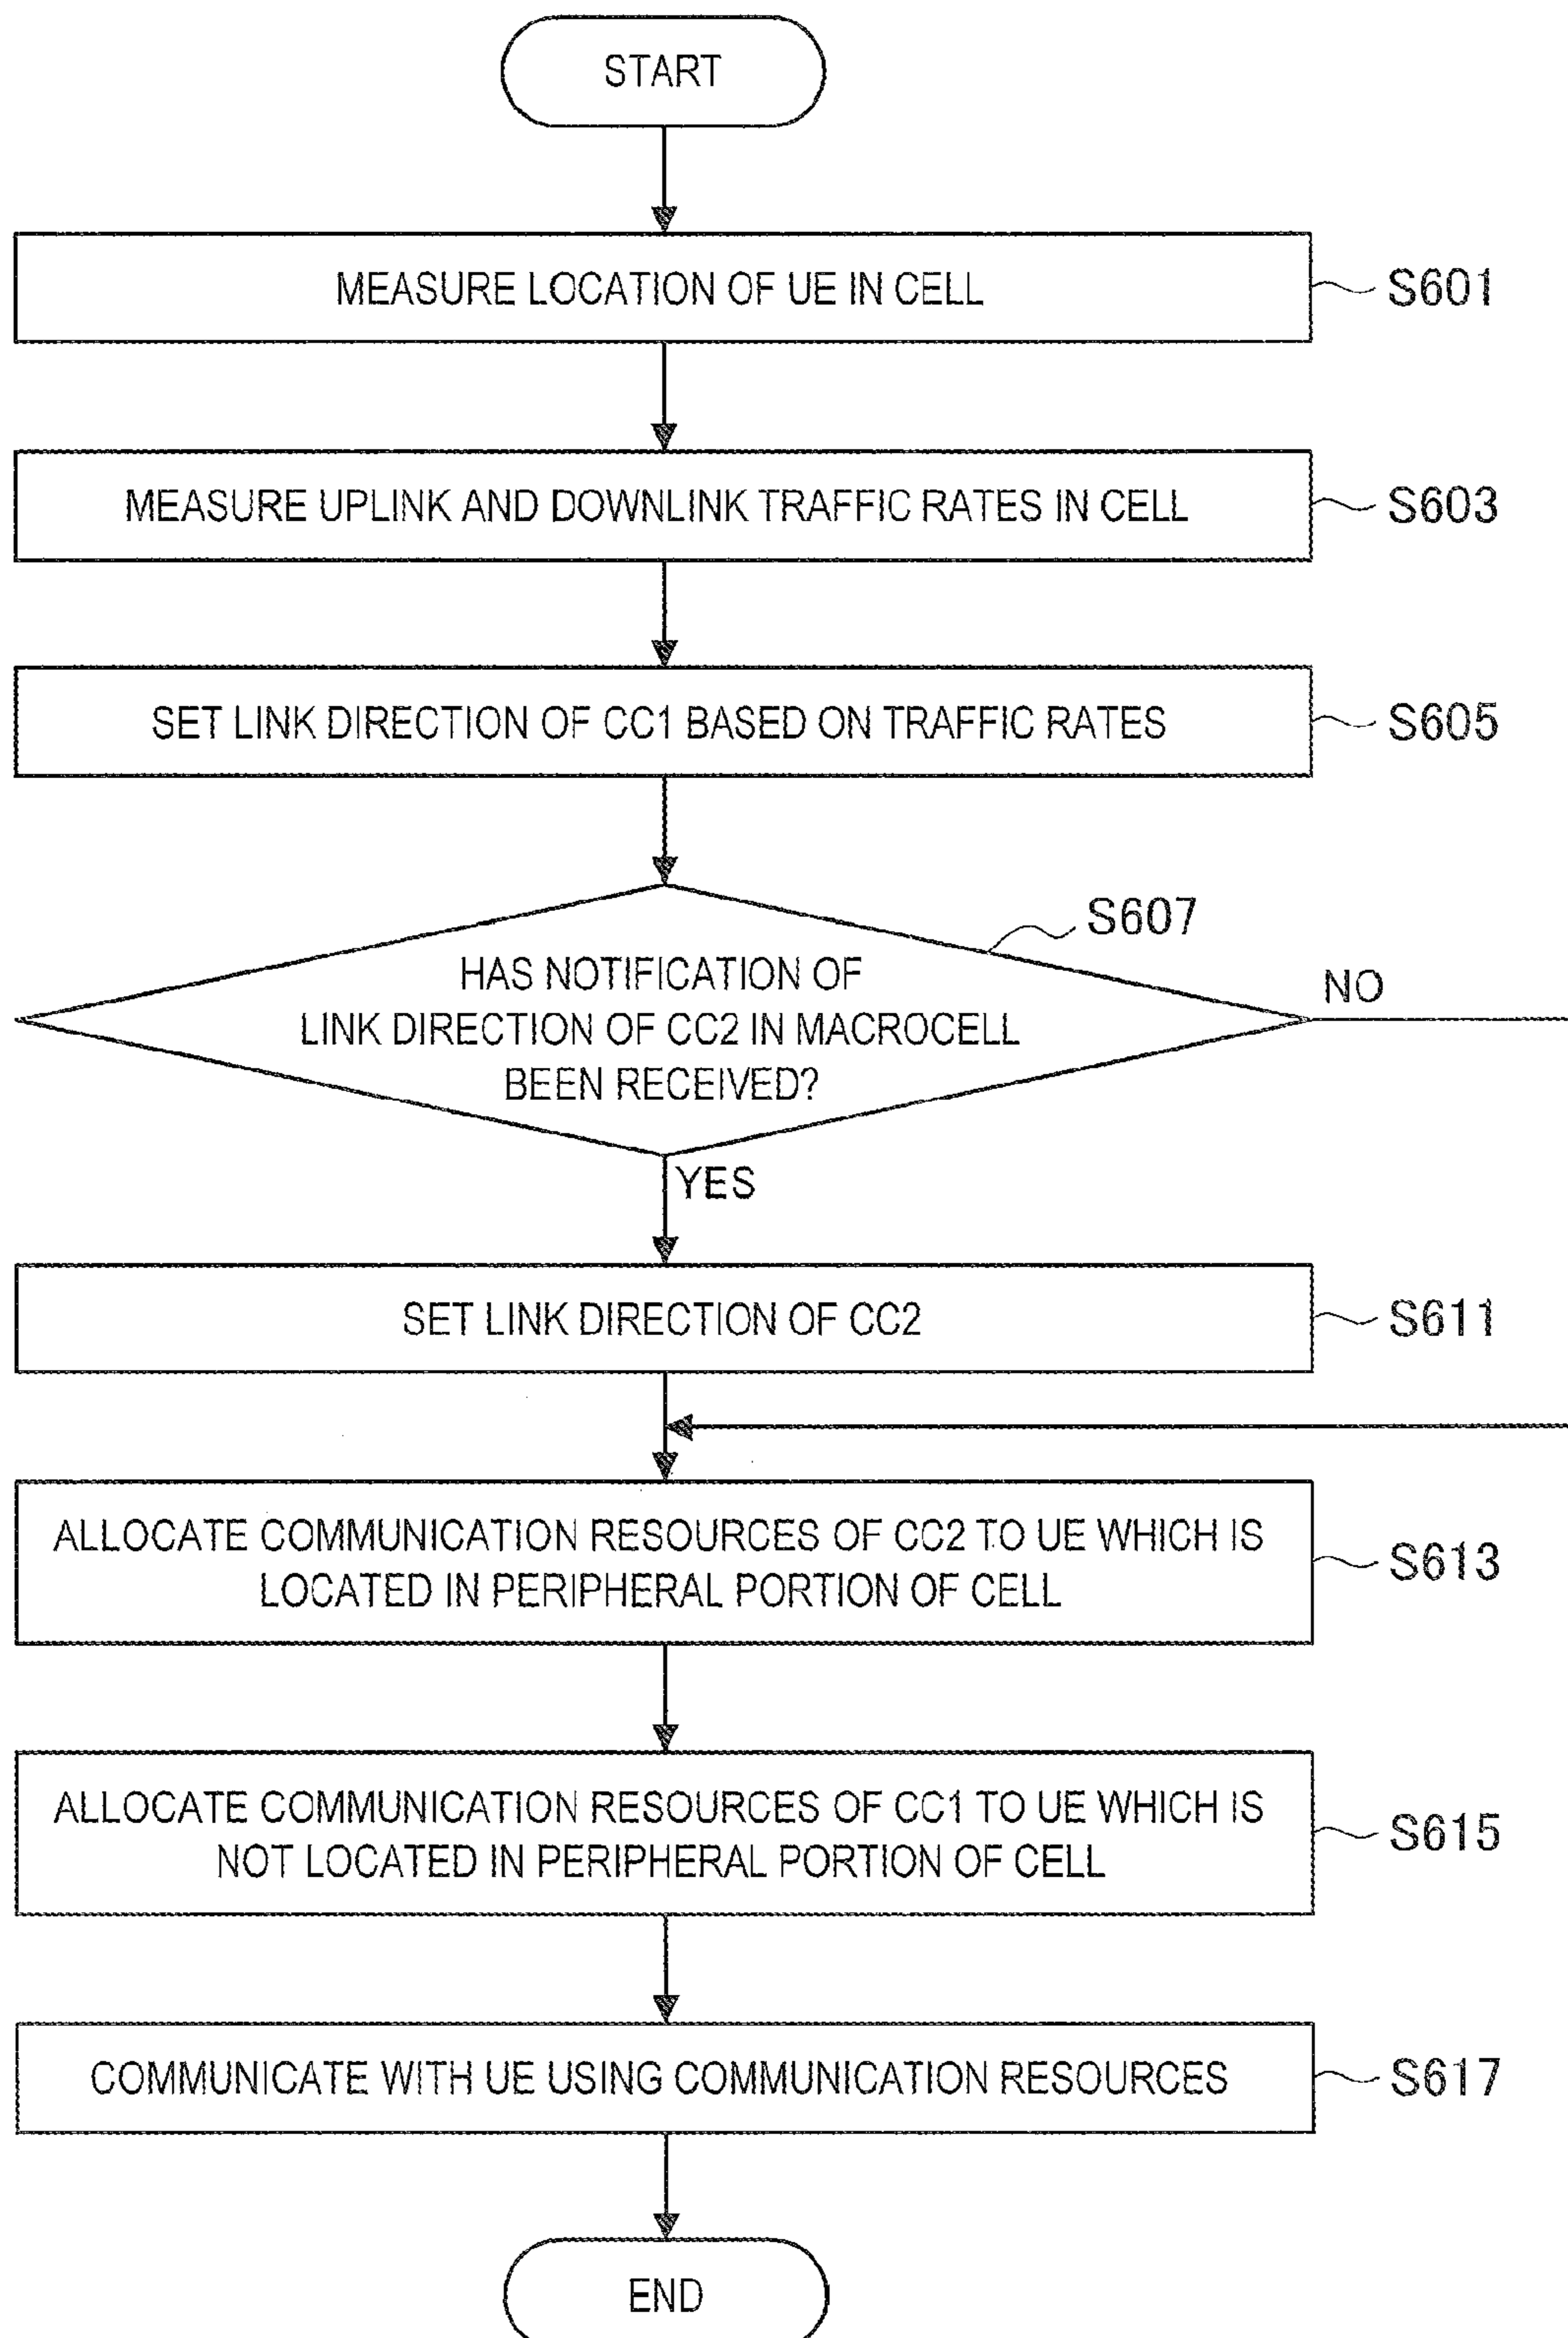 START
MEASURE LOCATION OF UE IN CELL
S601
MEASURE UPLINK AND DOWNLINK TRAFFIC RATES IN CELL
S603
SET LINK DIRECTION OF CC1 BASED ON TRAFFIC RATES
S605
S607
HAS NOTIFICATION OF
LINK DIRECTION OF CC2 IN MACROCELL
BEEN RECEIVED?
NO
YES
SET LINK DIRECTION OF CC2
S611
ALLOCATE COMMUNICATION RESOURCES OF CC2 TO UE WHICH IS
LOCATED IN PERIPHERAL PORTION OF CELL
S613
ALLOCATE COMMUNICATION RESOURCES OF CC1 TO UE WHICH IS
NOT LOCATED IN PERIPHERAL PORTION OF CELL
S615
COMMUNICATE WITH UE USING COMMUNICATION RESOURCES
S617
END